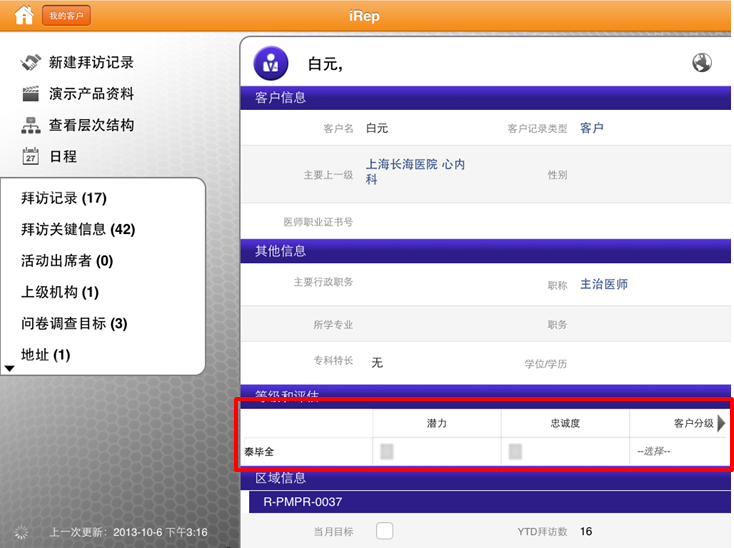 我的客户
iRep
新建拜访记录
演示产品资料
查看层次结构
27
日程
拜访记录 (17)
拜访关键信息 (42)
活动出席者 (0)
上级机构 (1)
问卷调查目标 (3)
地址 (1)
上一次更新：2013-10-6 下午3:16
白元,
客户信息
客户名 白元 客户记录类型 客户
主要上一级 上海长海医院 心内
科
性别
医师职业证书号
其他信息
主要行政职务 职称 主治医师
所学专业 职务
专科特长 无 学位/学历
等级和评估
潜力 忠诚度 客户分级
泰毕全 --选择--
区域信息
R-PMPR-0037
当月目标 YTD拜访数 16